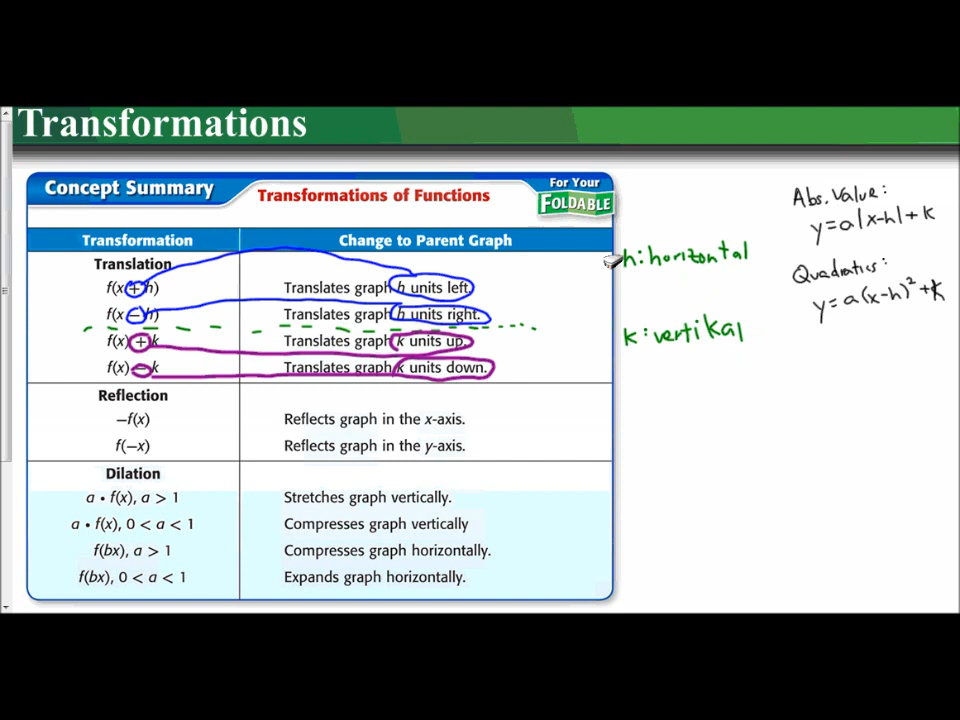 Transformations
Concept Summary
Transformations of Functions
For Your
FOLDABLE
Transformation Change to Parent Graph
Translation
f(x + h) Translates graph h units left.
f(x − h) Translates graph h units right.
f(x) + k Translates graph k units up.
f(x) − k Translates graph k units down.
Reflection
−f(x) Reflects graph in the x-axis.
f(−x) Reflects graph in the y-axis.
Dilation
a • f(x), a > 1 Stretches graph vertically.
a • f(x), 0 < a < 1 Compresses graph vertically
f(bx), a > 1 Compresses graph horizontally.
f(bx), 0 < a < 1 Expands graph horizontally.
h: horizontal
k: vertikal
Abs. Value:
y=a|x-h|+k
Quadratics:
y=a(x-h)²+k